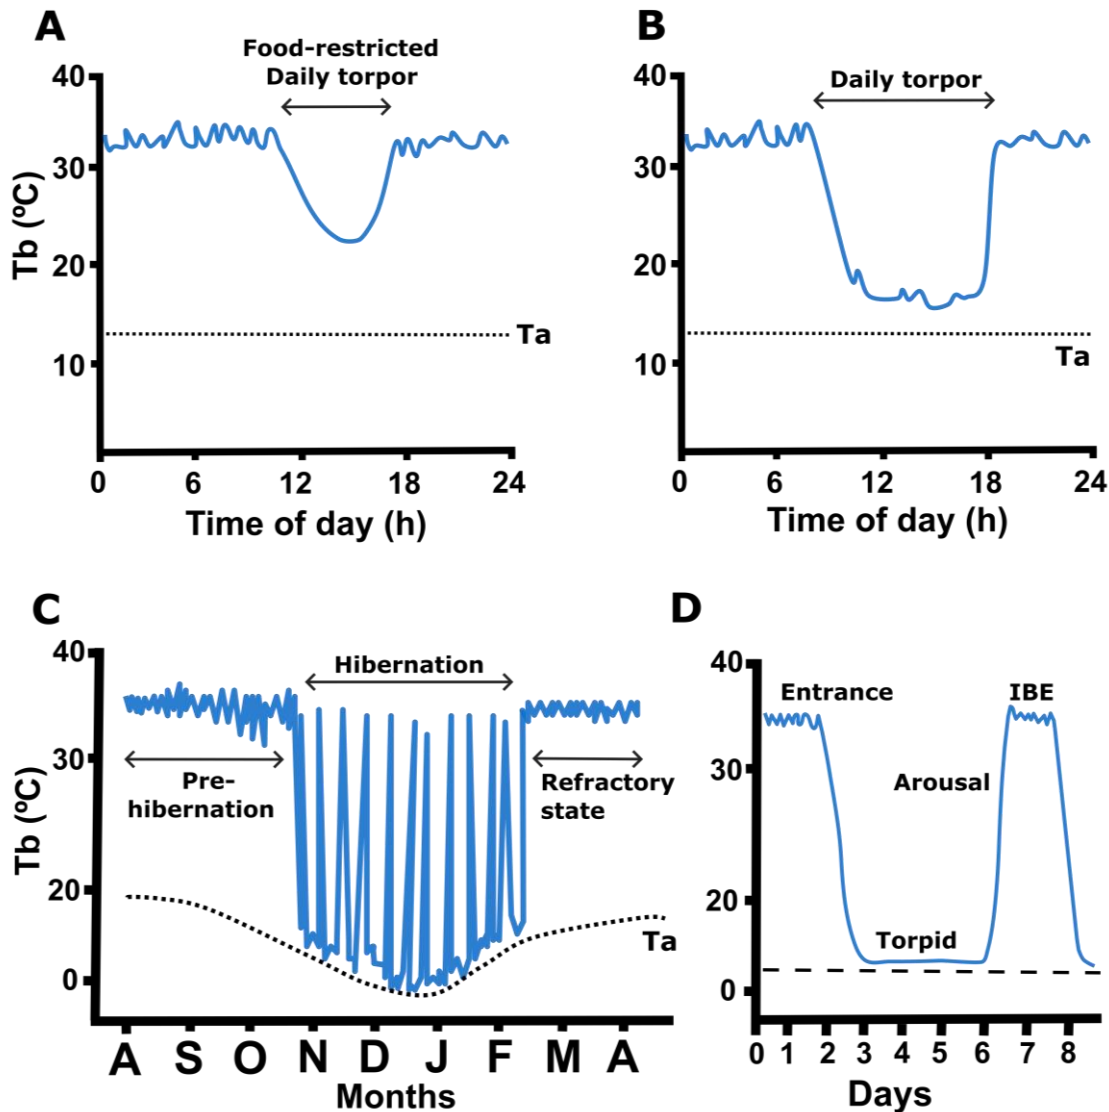 A
Food-restricted
Daily torpor
40
30
20
10
Tb (ºC)
Ta
0 6 12 18 24
Time of day (h)
B
Daily torpor
40
30
20
10
Ta
0 6 12 18 24
Time of day (h)
C
Hibernation
40
30
20
0
Tb (ºC)
Pre-
hibernation
Refractory
state
Ta
A S O N D J F M A
Months
D
40
30
20
0
Entrance
IBE
Arousal
Torpid
0 1 2 3 4 5 6 7 8
Days